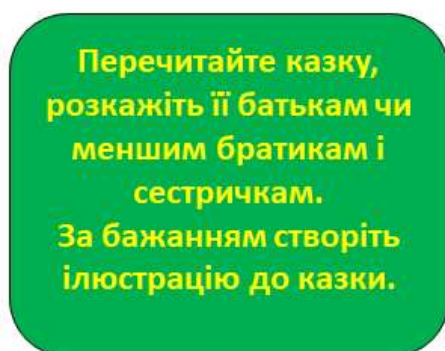 Перечитайте казку,
розкажіть її батькам чи
меншим братикам і
сестричкам.
За бажанням створіть
ілюстрацію до казки.